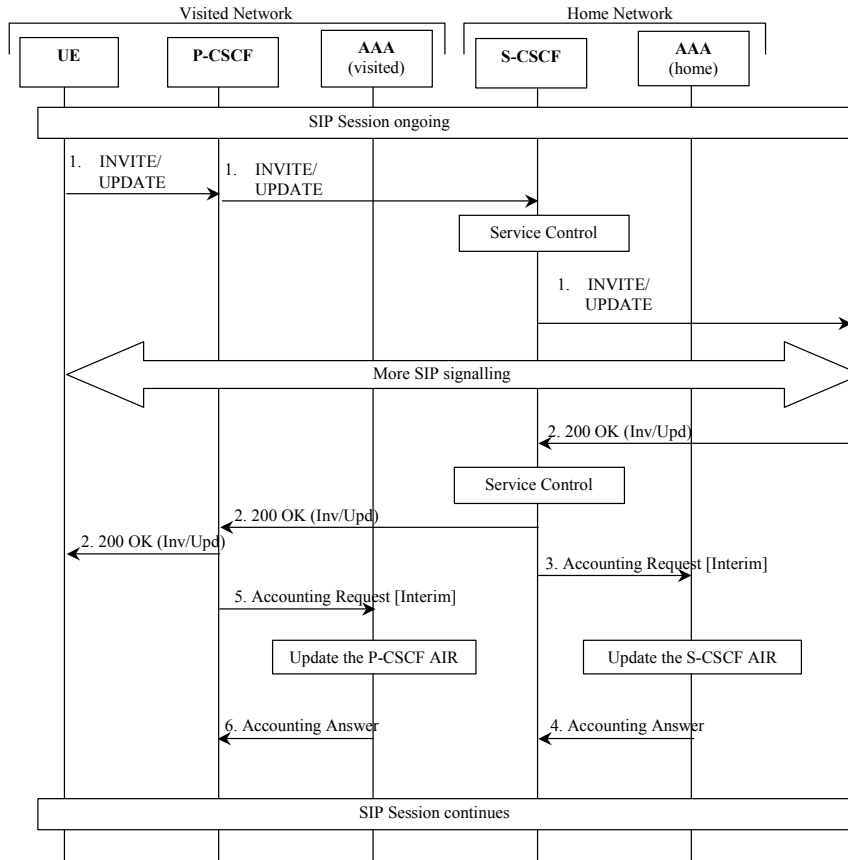 Visited Network
Home Network
UE
P-CSCF
AAA
(visited)
S-CSCF
AAA
(home)
SIP Session ongoing
1. INVITE/
UPDATE
1. INVITE/
UPDATE
Service Control
1. INVITE/
UPDATE
More SIP signalling
2. 200 OK (Inv/Upd)
Service Control
2. 200 OK (Inv/Upd)
2. 200 OK (Inv/Upd)
3. Accounting Request [Interim]
5. Accounting Request [Interim]
Update the P-CSCF AIR
Update the S-CSCF AIR
6. Accounting Answer
4. Accounting Answer
SIP Session continues